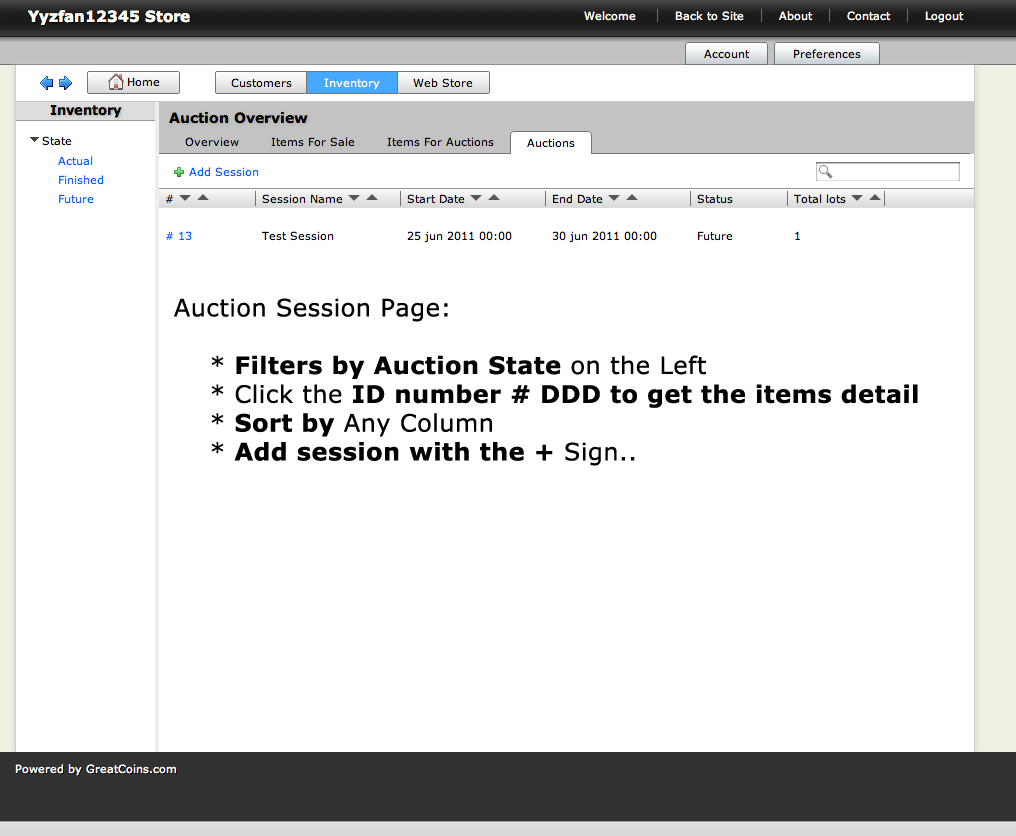 Yyzfan12345 Store
Welcome Back to Site About Contact Logout
Account Preferences
Home Customers Inventory Web Store
Inventory
State
Actual
Finished
Future
Auction Overview
Overview Items For Sale Items For Auctions Auctions
Add Session
# Session Name Start Date End Date Status Total lots
# 13 Test Session 25 jun 2011 00:00 30 jun 2011 00:00 Future 1
Auction Session Page:
* Filters by Auction State on the Left
* Click the ID number # DDD to get the items detail
* Sort by Any Column
* Add session with the + Sign..
Powered by GreatCoins.com